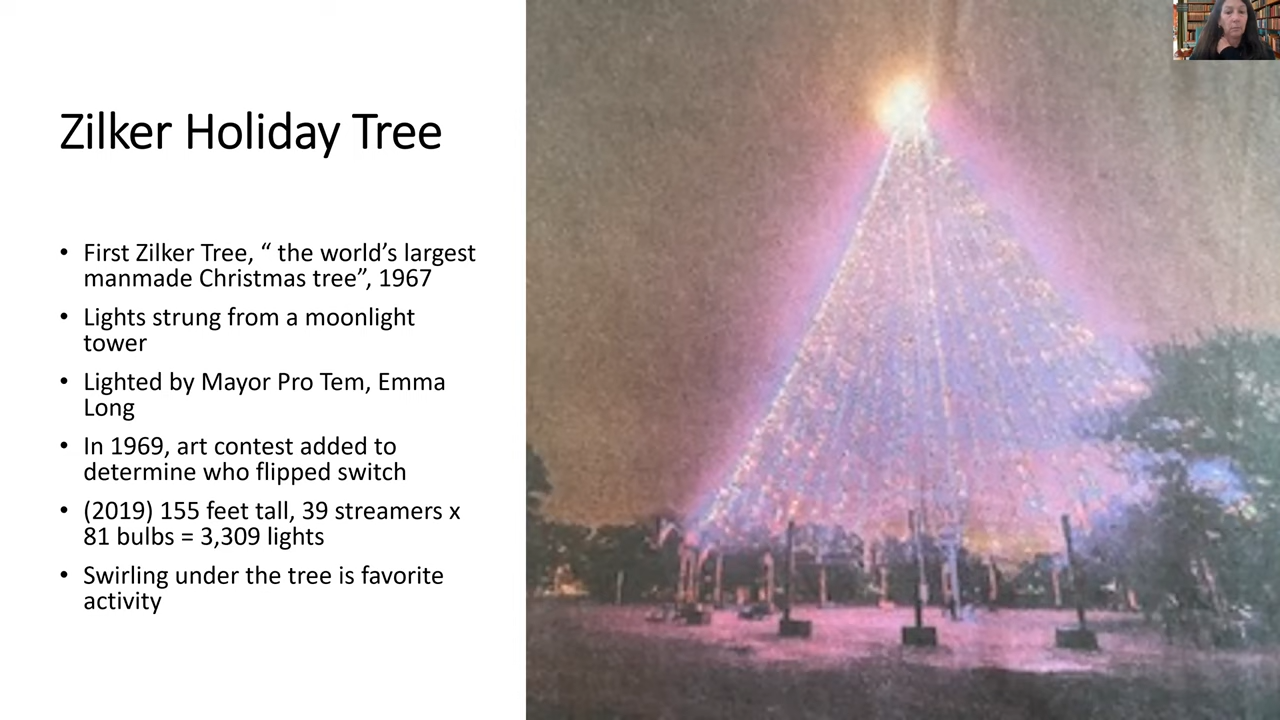 Zilker Holiday Tree
• First Zilker Tree, “ the world’s largest
manmade Christmas tree”, 1967
• Lights strung from a moonlight
tower
• Lighted by Mayor Pro Tem, Emma
Long
• In 1969, art contest added to
determine who flipped switch
• (2019) 155 feet tall, 39 streamers x
81 bulbs = 3,309 lights
• Swirling under the tree is favorite
activity